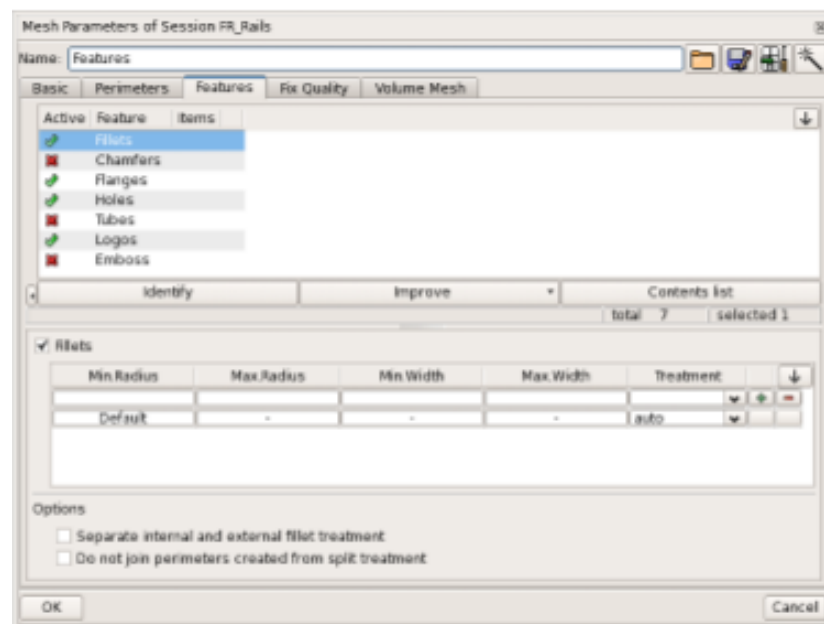 Mesh Parameters of Session FR_Rails
Name: Features
Basic Perimeters Features Fix Quality Volume Mesh
Active Feature Items
Fillets
Chamfers
Flanges
Holes
Tubes
Logos
Emboss
Identify Improve Contents list
total 7 selected 1
Fillets
Min.Radius Max.Radius Min.Width Max.Width Treatment
Default - - - auto
Options
Separate internal and external fillet treatment
Do not join perimeters created from split treatment
OK Cancel